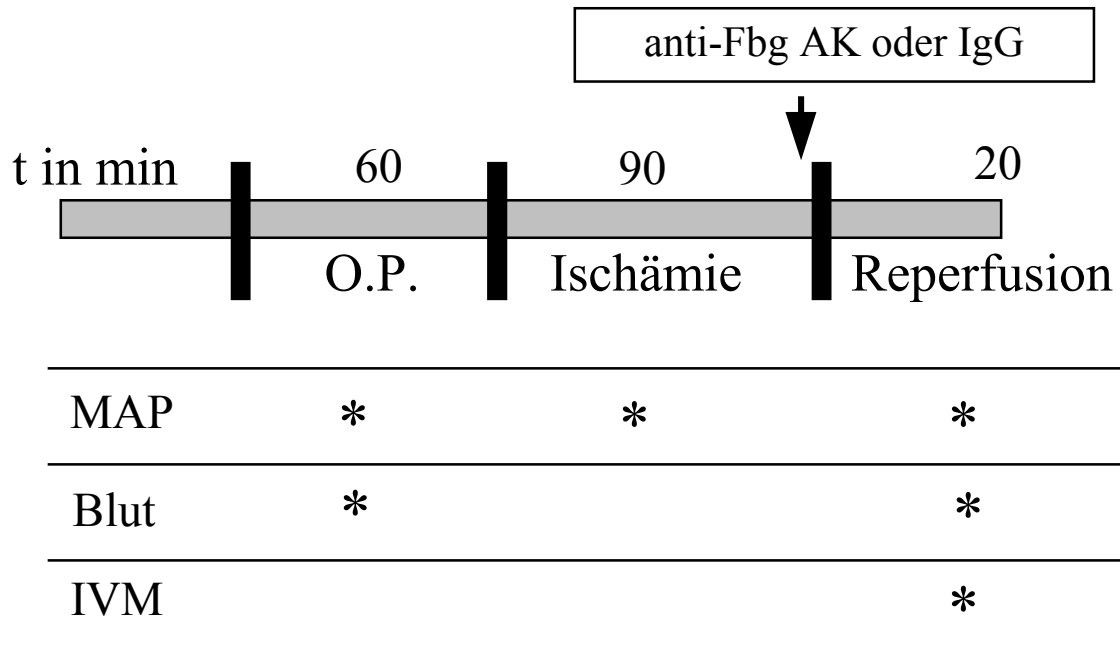 anti-Fbg AK oder IgG
t in min 60 90 20
O.P. Ischämie Reperfusion
MAP * * *
Blut * *
IVM *